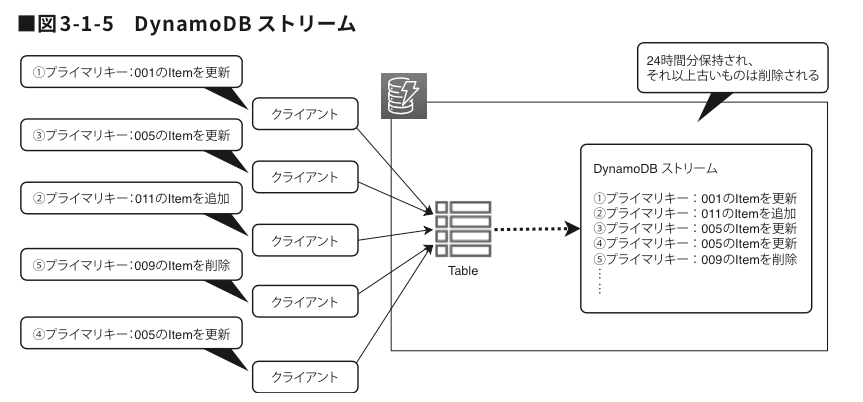 ■図3-1-5 DynamoDB ストリーム
①プライマリキー：001のItemを更新
クライアント
③プライマリキー：005のItemを更新
クライアント
②プライマリキー：011のItemを追加
クライアント
⑤プライマリキー：009のItemを削除
クライアント
④プライマリキー：005のItemを更新
クライアント
Table
24時間分保持され、
それ以上古いものは削除される
DynamoDB ストリーム
①プライマリキー：001のItemを更新
②プライマリキー：011のItemを追加
③プライマリキー：005のItemを更新
④プライマリキー：005のItemを更新
⑤プライマリキー：009のItemを削除